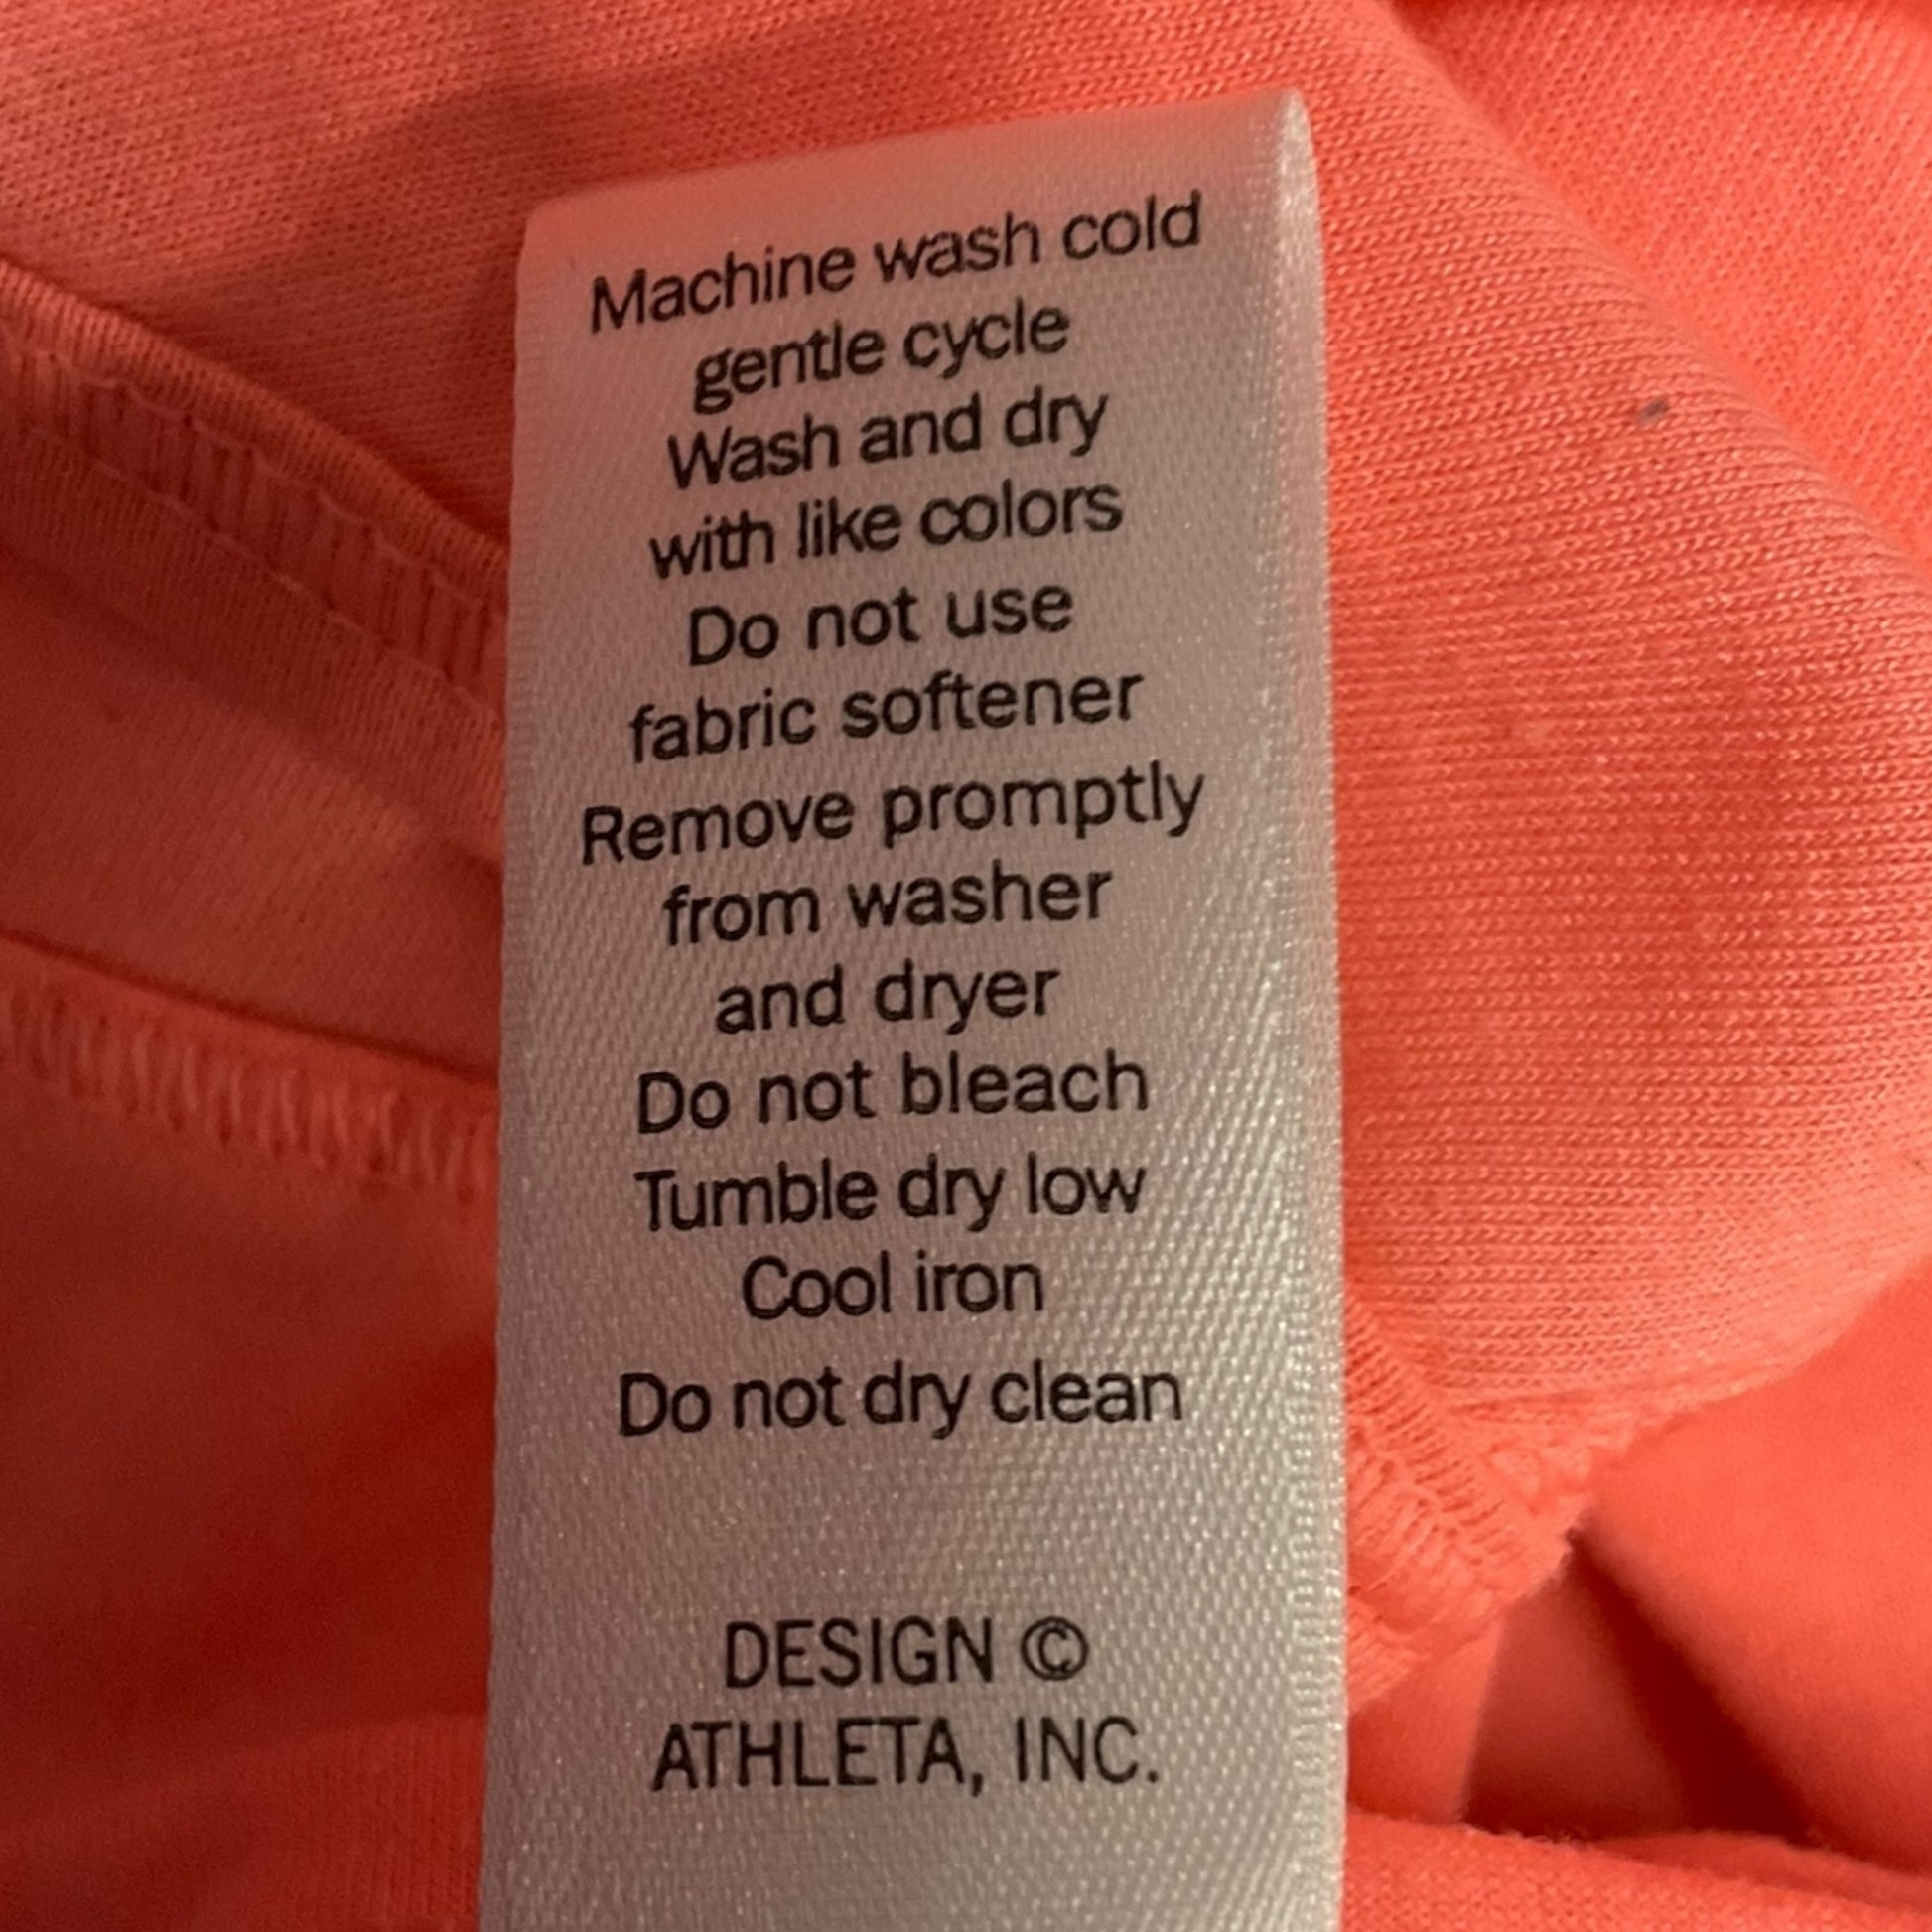 Machine wash cold
gentle cycle
Wash and dry
with like colors
Do not use
fabric softener
Remove promptly
from washer
and dryer
Do not bleach
Tumble dry low
Cool iron
Do not dry clean
DESIGN ©
ATHLETA, INC.